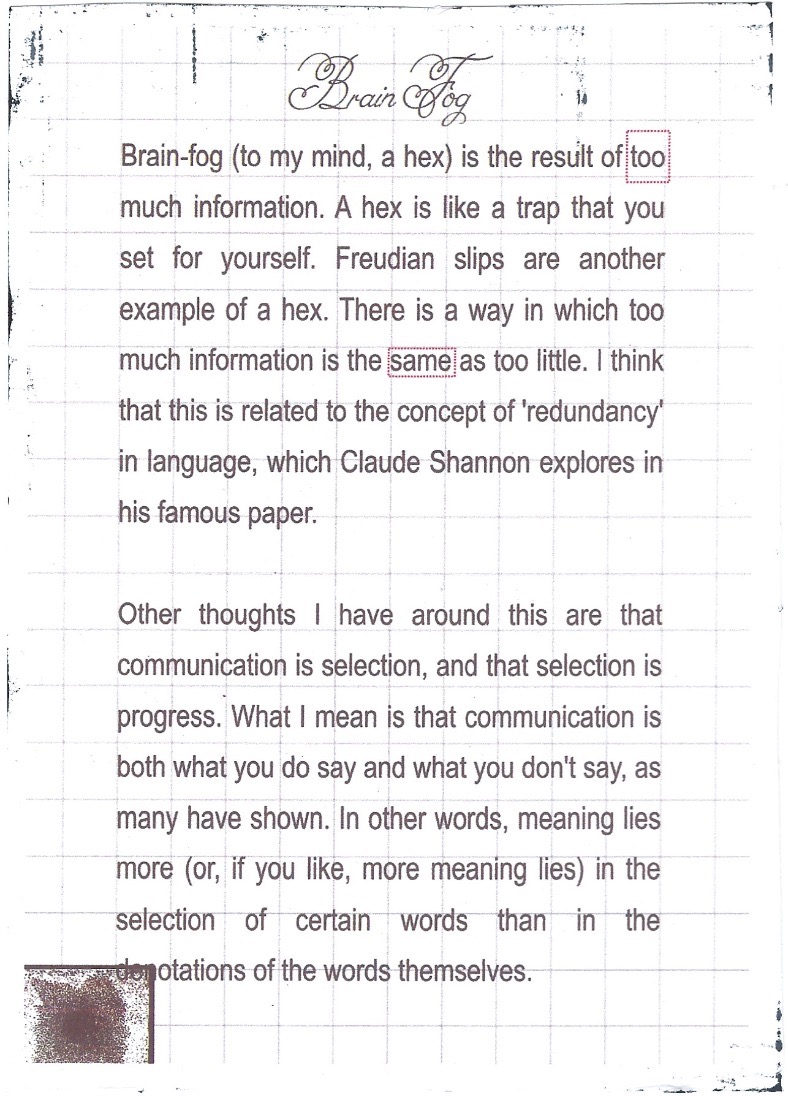 Brain Fog
Brain-fog (to my mind, a hex) is the result of too
much information. A hex is like a trap that you
set for yourself. Freudian slips are another
example of a hex. There is a way in which too
much information is the same as too little. I think
that this is related to the concept of 'redundancy'
in language, which Claude Shannon explores in
his famous paper.
Other thoughts I have around this are that
communication is selection, and that selection is
progress. What I mean is that communication is
both what you do say and what you don't say, as
many have shown. In other words, meaning lies
more (or, if you like, more meaning lies) in the
selection of certain words than in the
denotations of the words themselves.